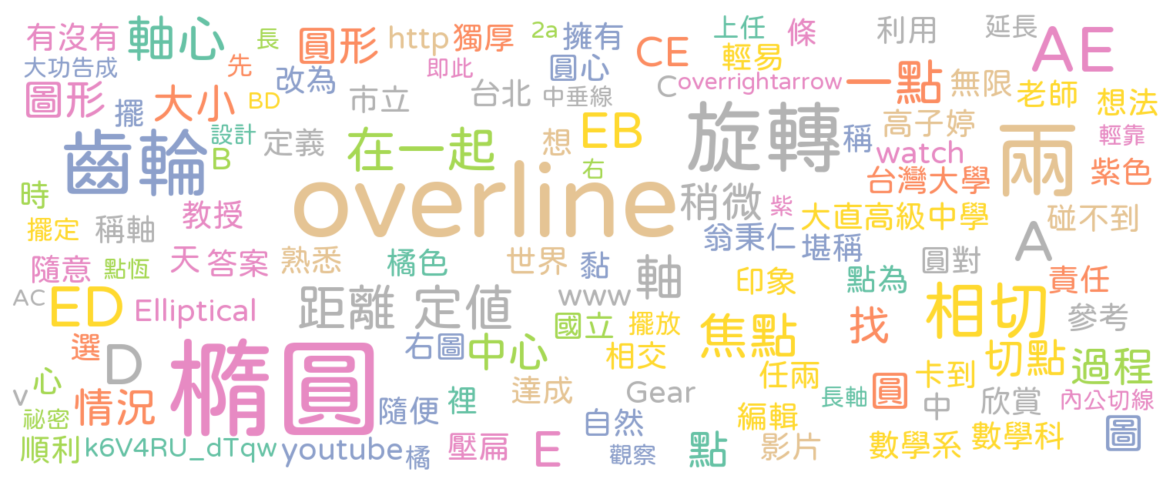 有沒有 軸心 長 圓形 http 獨厚 2a 擁有 上任 條 利用 延長 AE
大功告成 先 改為 即此 圓心 CE 輕易
圖形 擺 大小 BD 市立 台北 中垂線 C overrightarrow 一點 無限 老師 想法
齒輪 設計 B 定義 在一起 想 EB 旋轉 稱 高子婷 兩 輕靠
右 watch 台灣大學 紫色
時 教授 overline 稍微 紫 大直高級中學 碰不到
擺定 稱軸 翁秉仁 堪稱 A
隨意 點恆 天 答案 熟悉 橘色 世界 黏 軸 印象 點為 圓對 責任
AC ED Elliptical 距離 定值 www 國立 擺放 焦點 找 相切 參考
選 D 橢圓 右圖 中心 相交 任兩 切點 過程
v 心 情況 隨便 裡 達成 Gear 長軸 圓 卡到 中 欣賞 內公切線
祕密 自然 編輯 圖
順利 k6V4RU_dTqw youtube 橘 壓扁 E 觀察 點 影片 數學系 數學科